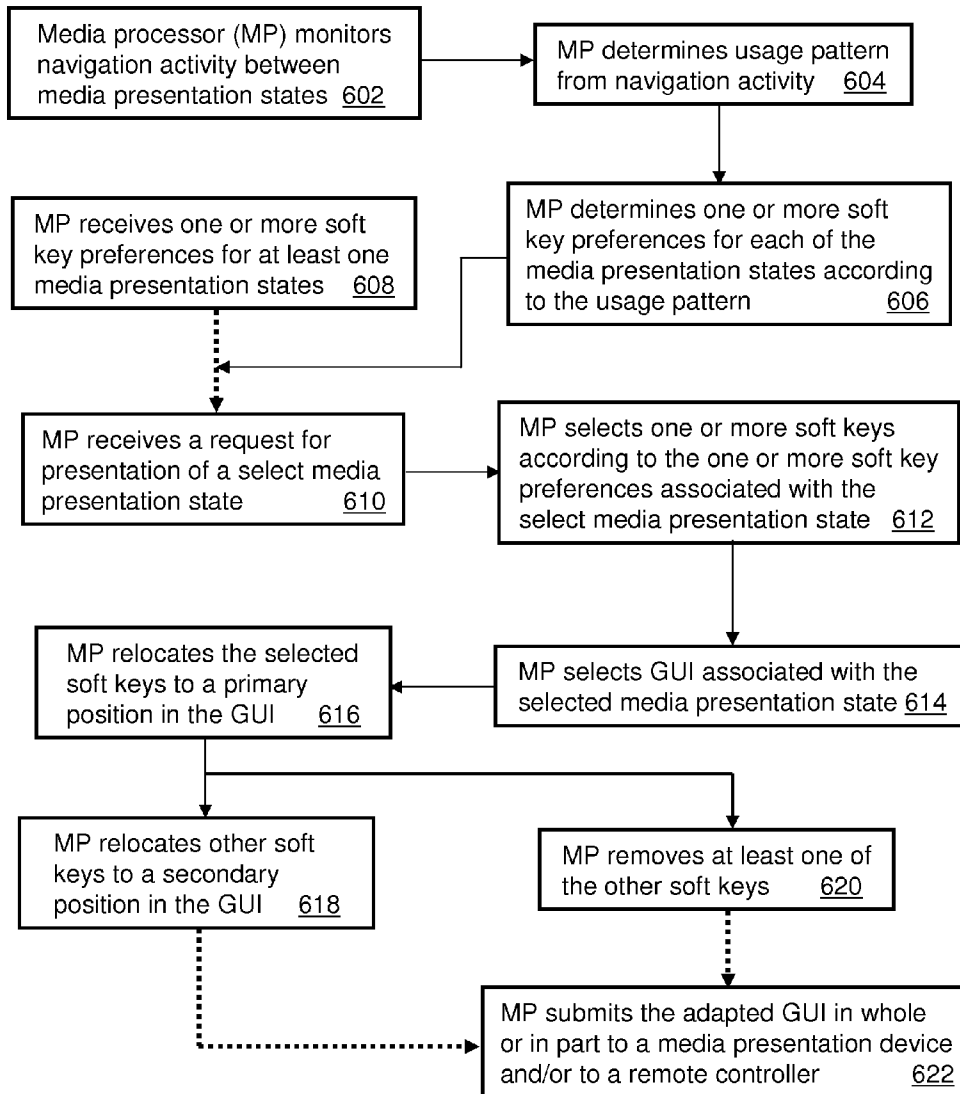 Media processor (MP) monitors
navigation activity between
media presentation states 602
MP determines usage pattern
from navigation activity 604
MP determines one or more soft
key preferences for each of the
media presentation states according
to the usage pattern 606
MP receives one or more soft
key preferences for at least one
media presentation states 608
MP receives a request for
presentation of a select media
presentation state 610
MP selects one or more soft keys
according to the one or more soft key
preferences associated with the
select media presentation state 612
MP selects GUI associated with the
selected media presentation state 614
MP relocates the selected
soft keys to a primary
position in the GUI 616
MP relocates other soft
keys to a secondary
position in the GUI 618
MP removes at least one of
the other soft keys 620
MP submits the adapted GUI in whole
or in part to a media presentation device
and/or to a remote controller 622